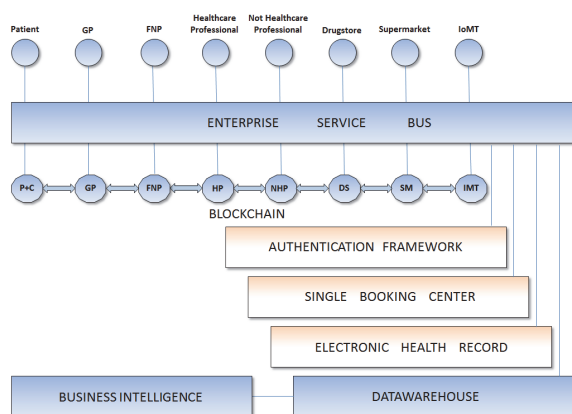 Patient GP FNP Healthcare Professional Not Healthcare Professional Drugstore Supermarket IoMT
ENTERPRISE SERVICE BUS
P+C GP FNP HP NHP DS SM IMT
BLOCKCHAIN
AUTHENTICATION FRAMEWORK
SINGLE BOOKING CENTER
ELECTRONIC HEALTH RECORD
BUSINESS INTELLIGENCE DATAWAREHOUSE